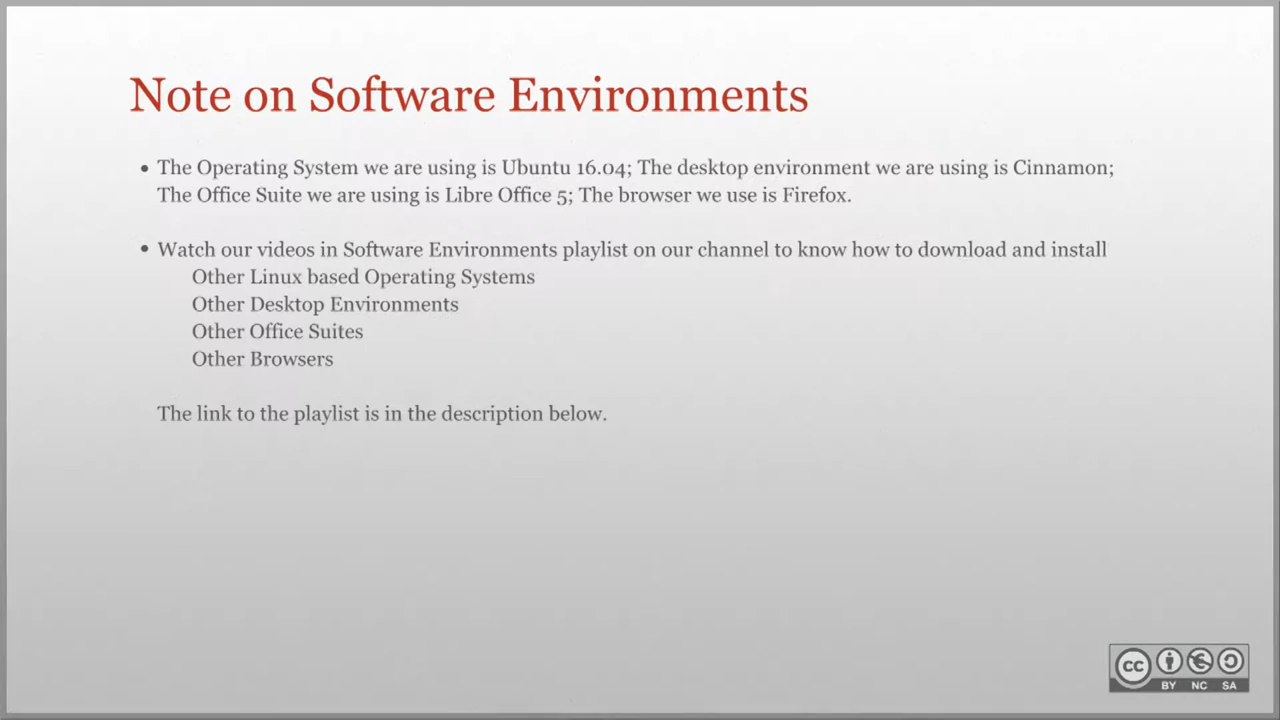 Note on Software Environments
• The Operating System we are using is Ubuntu 16.04; The desktop environment we are using is Cinnamon;
The Office Suite we are using is Libre Office 5; The browser we use is Firefox.
• Watch our videos in Software Environments playlist on our channel to know how to download and install
Other Linux based Operating Systems
Other Desktop Environments
Other Office Suites
Other Browsers
The link to the playlist is in the description below.
cc
BY NC SA